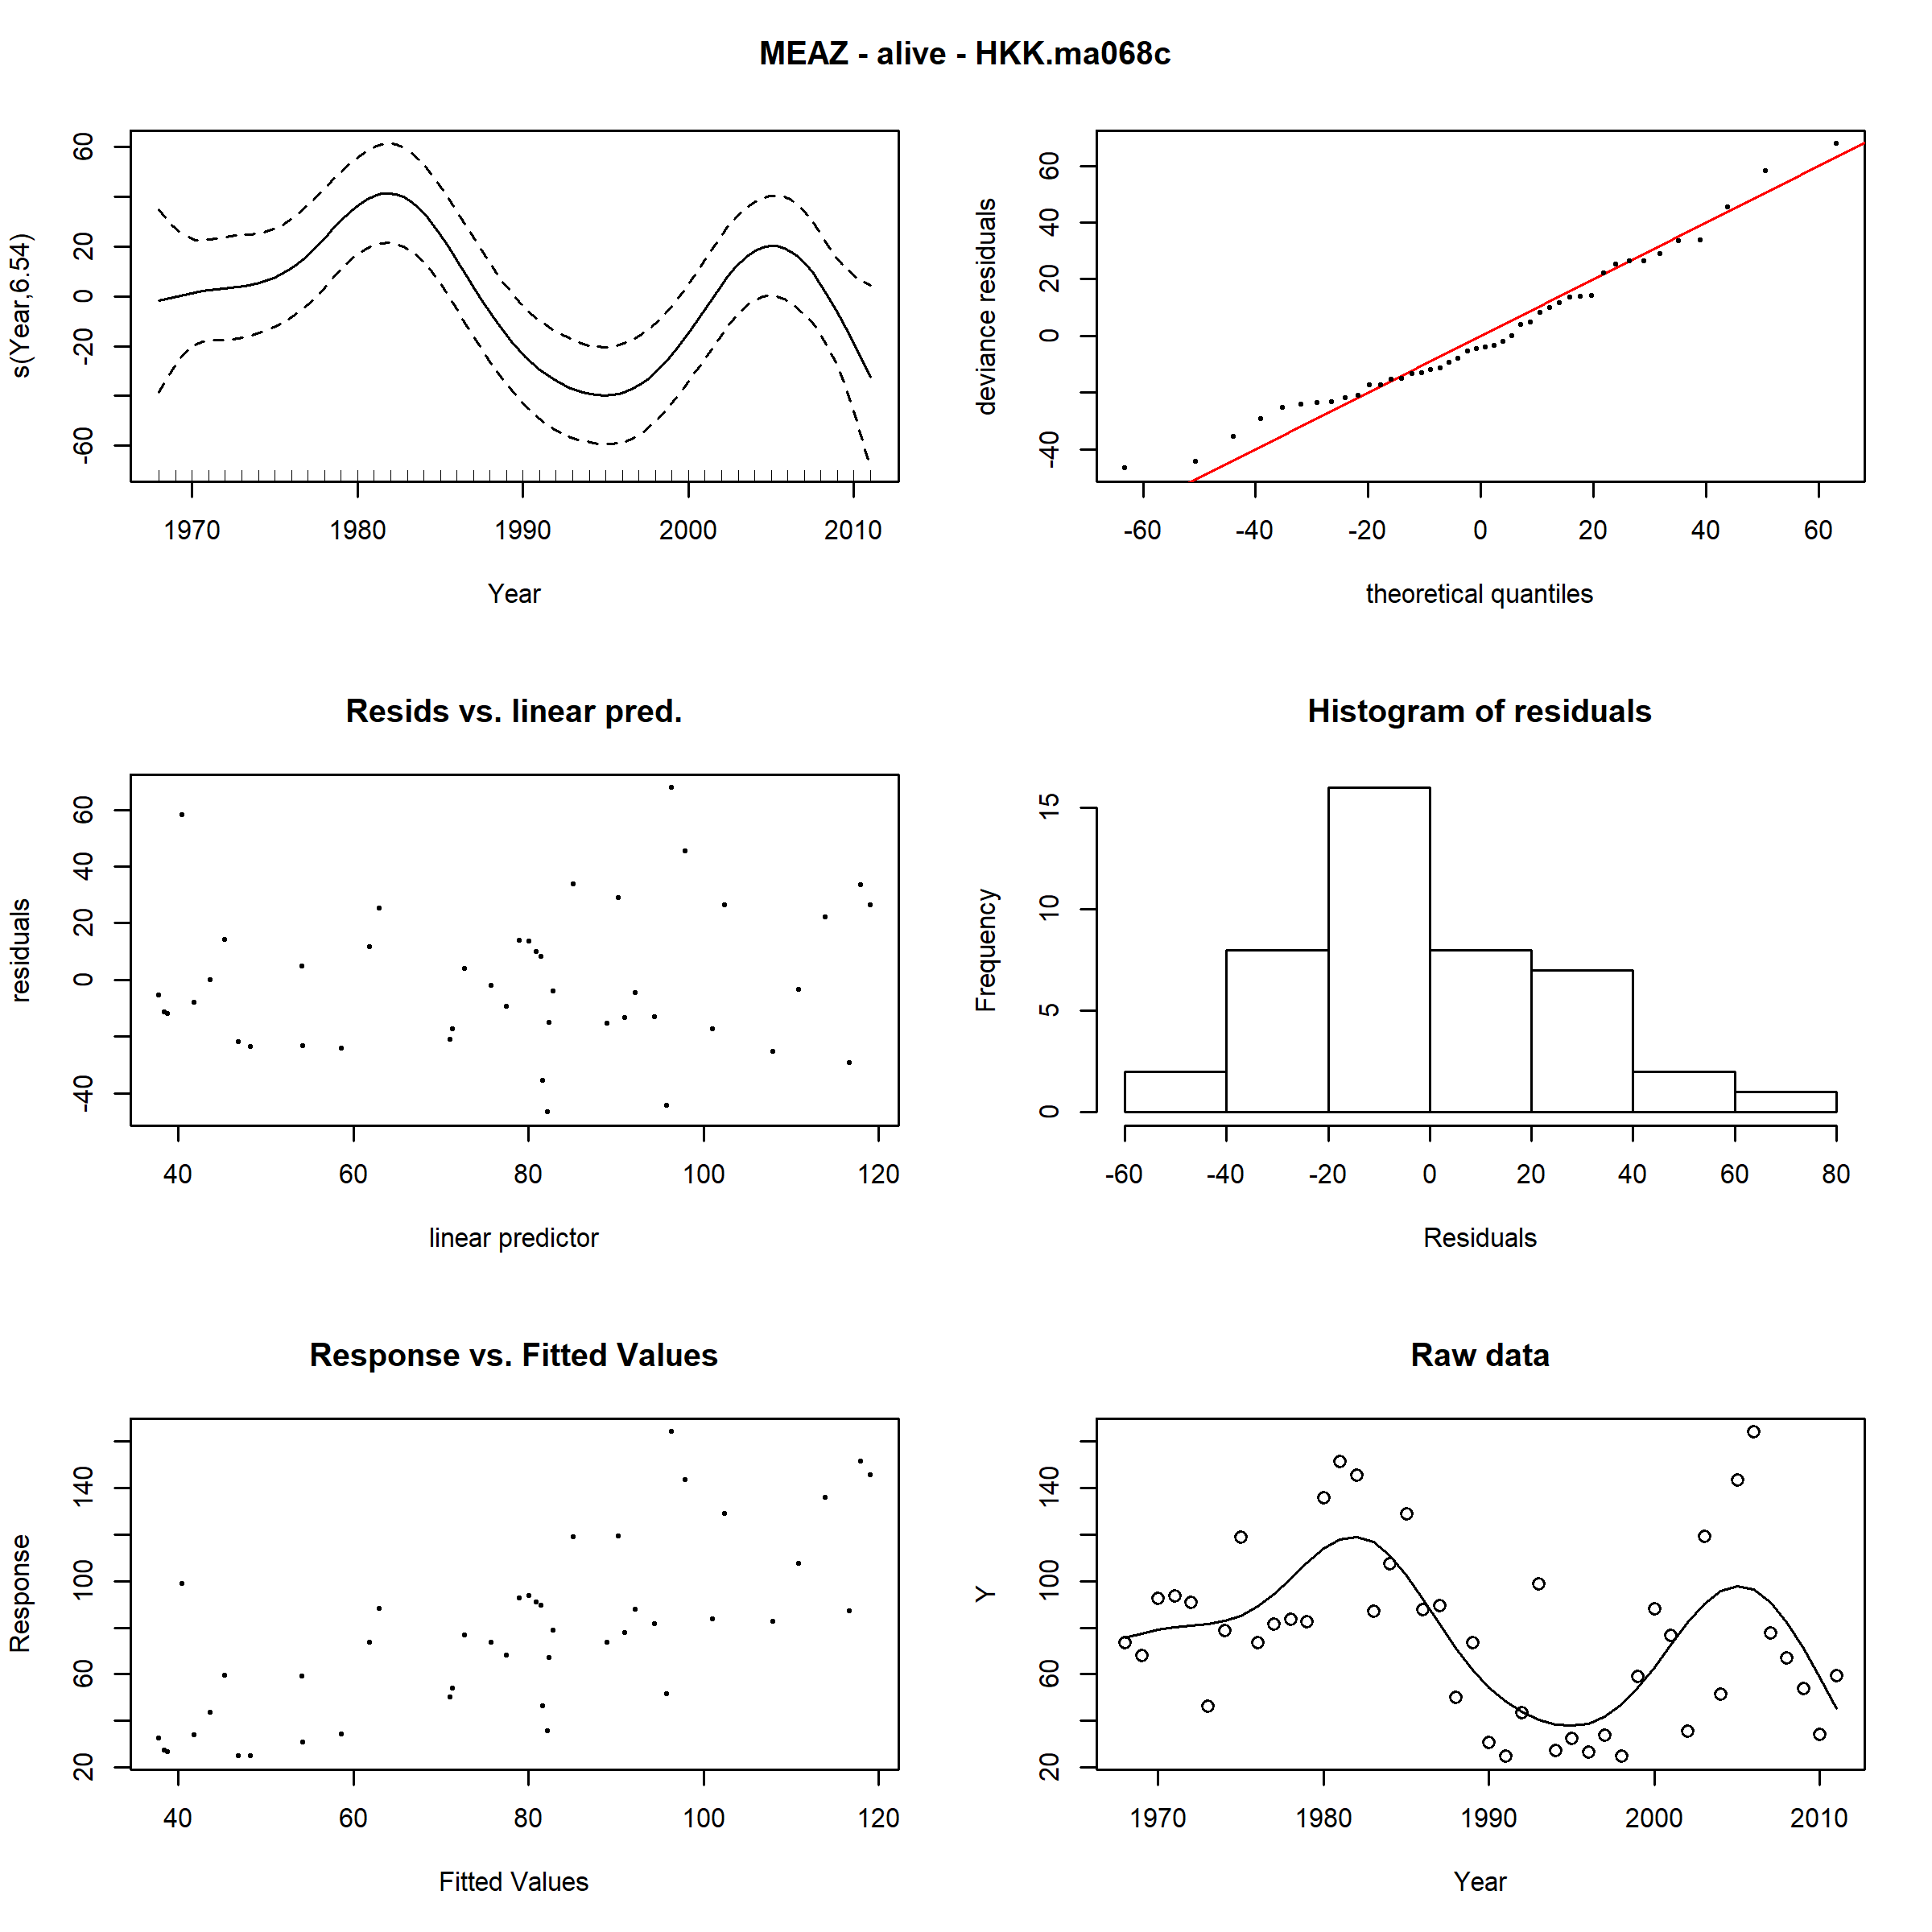 MEAZ - alive - HKK.ma068c
s(Year,6.54)
60
20
0
-20
-60
1970 1980 1990 2000 2010
Year
deviance residuals
60
40
20
0
-40
-60 -40 -20 0 20 40 60
theoretical quantiles
Resids vs. linear pred.
residuals
60
40
20
0
-40
40 60 80 100 120
linear predictor
Histogram of residuals
Frequency
15
10
5
0
-60 -40 -20 0 20 40 60 80
Residuals
Response vs. Fitted Values
Response
140
100
60
20
40 60 80 100 120
Fitted Values
Raw data
Y
140
100
60
20
1970 1980 1990 2000 2010
Year